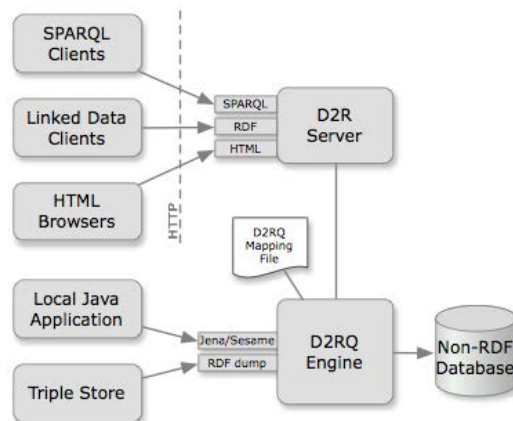 SPARQL
Clients
Linked Data
Clients
HTML
Browsers
HTTP
SPARQL
RDF
HTML
D2R
Server
D2RQ
Mapping
File
Local Java
Application
Triple Store
Jena/Sesame
RDF dump
D2RQ
Engine
Non-RDF
Database